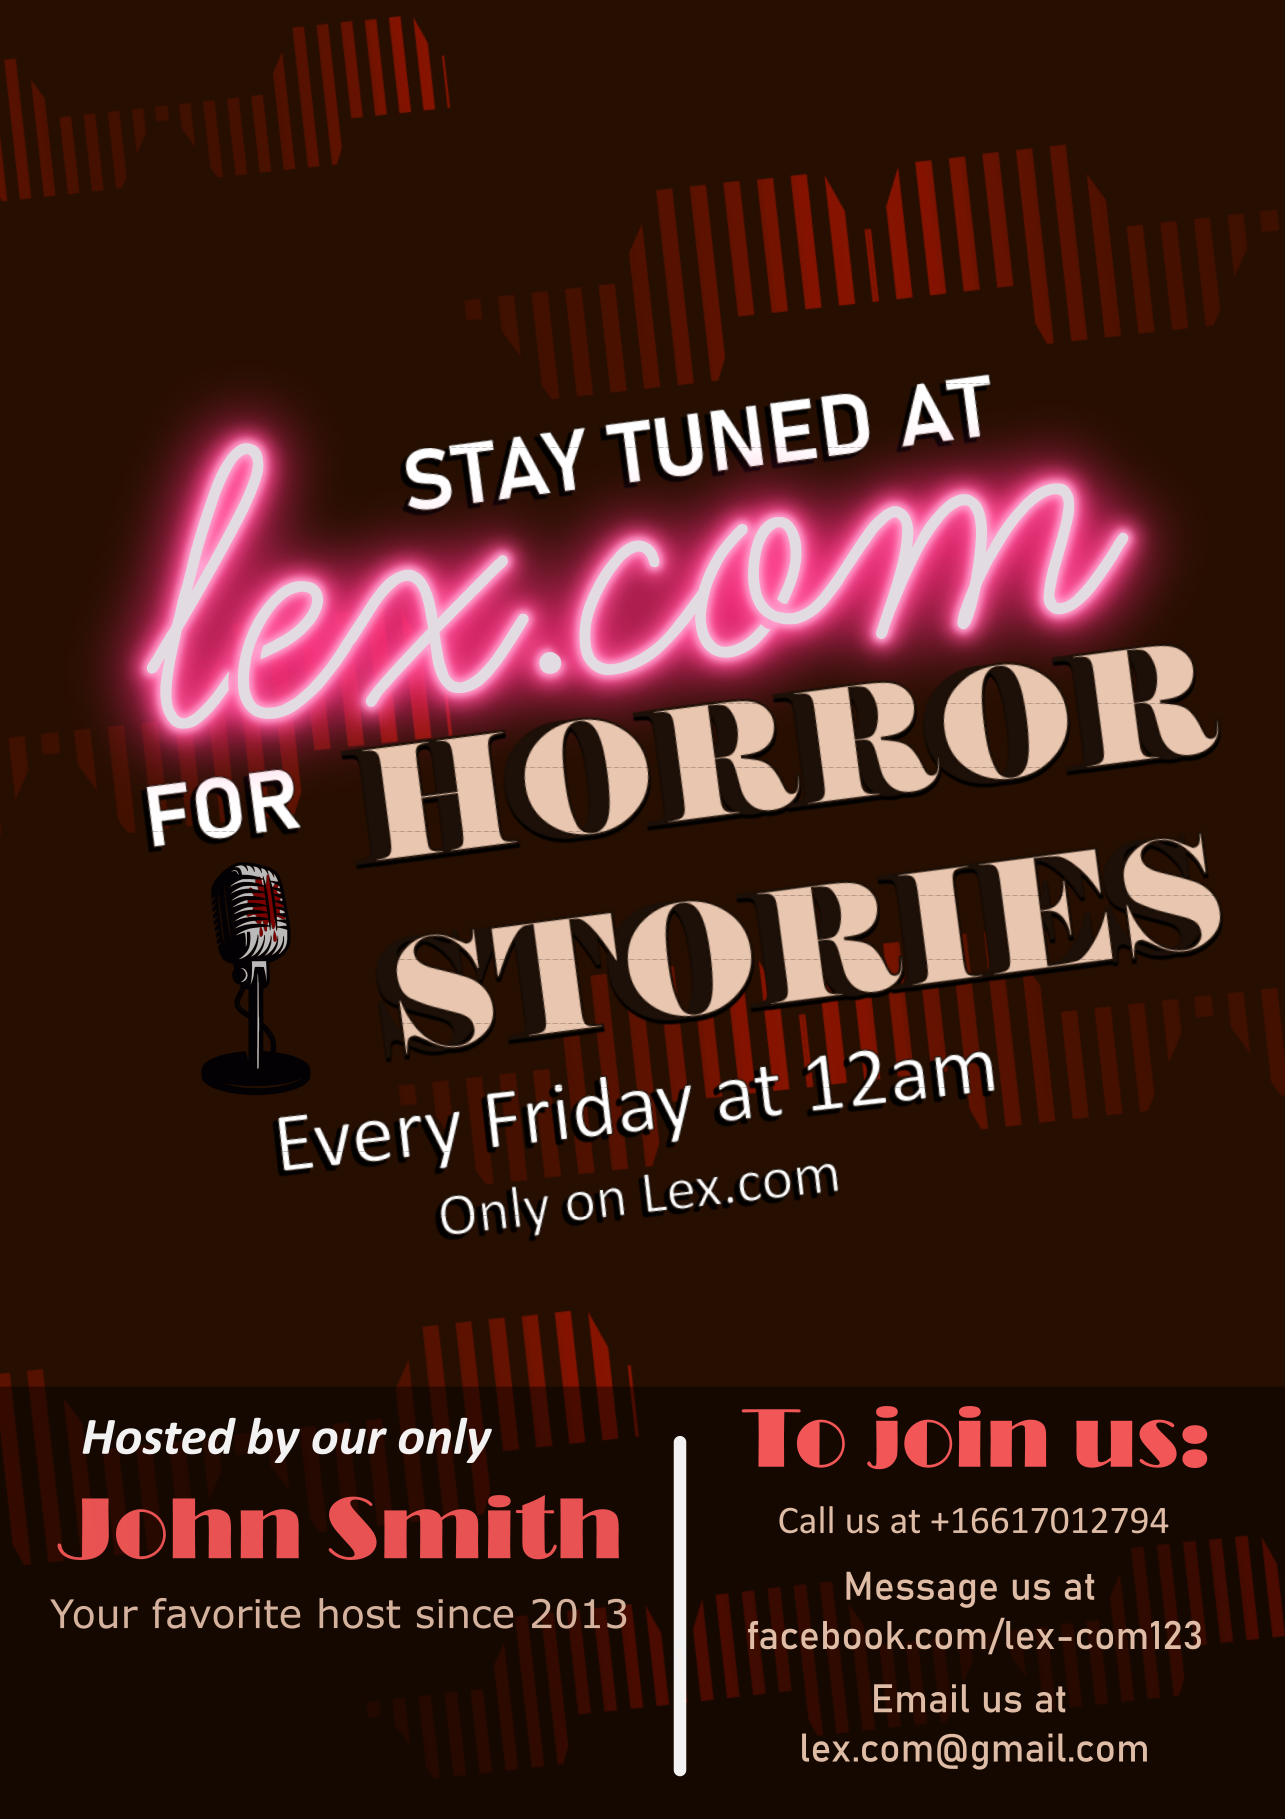 STAY TUNED AT
lex.com
FOR HORROR
STORIES
Every Friday at 12am
Only on Lex.com
Hosted by our only
John Smith
Your favorite host since 2013
To join us:
Call us at +16617012794
Message us at
facebook.com/lex-com123
Email us at
lex.com@gmail.com